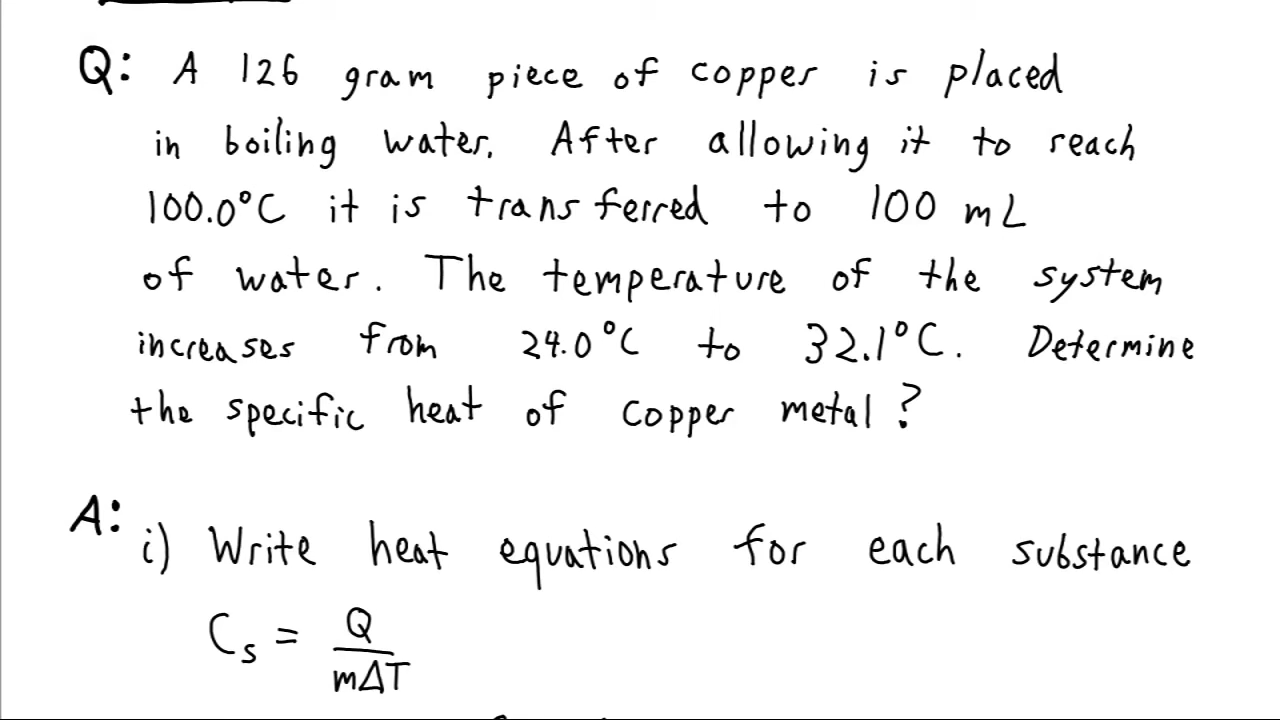 Q: A 126 gram piece of copper is placed
in boiling water. After allowing it to reach
100.0°C it is transferred to 100 mL
of water. The temperature of the system
increases from 24.0°C to 32.1°C. Determine
the specific heat of copper metal?
A: i) Write heat equations for each substance
Cs = Q / mΔT